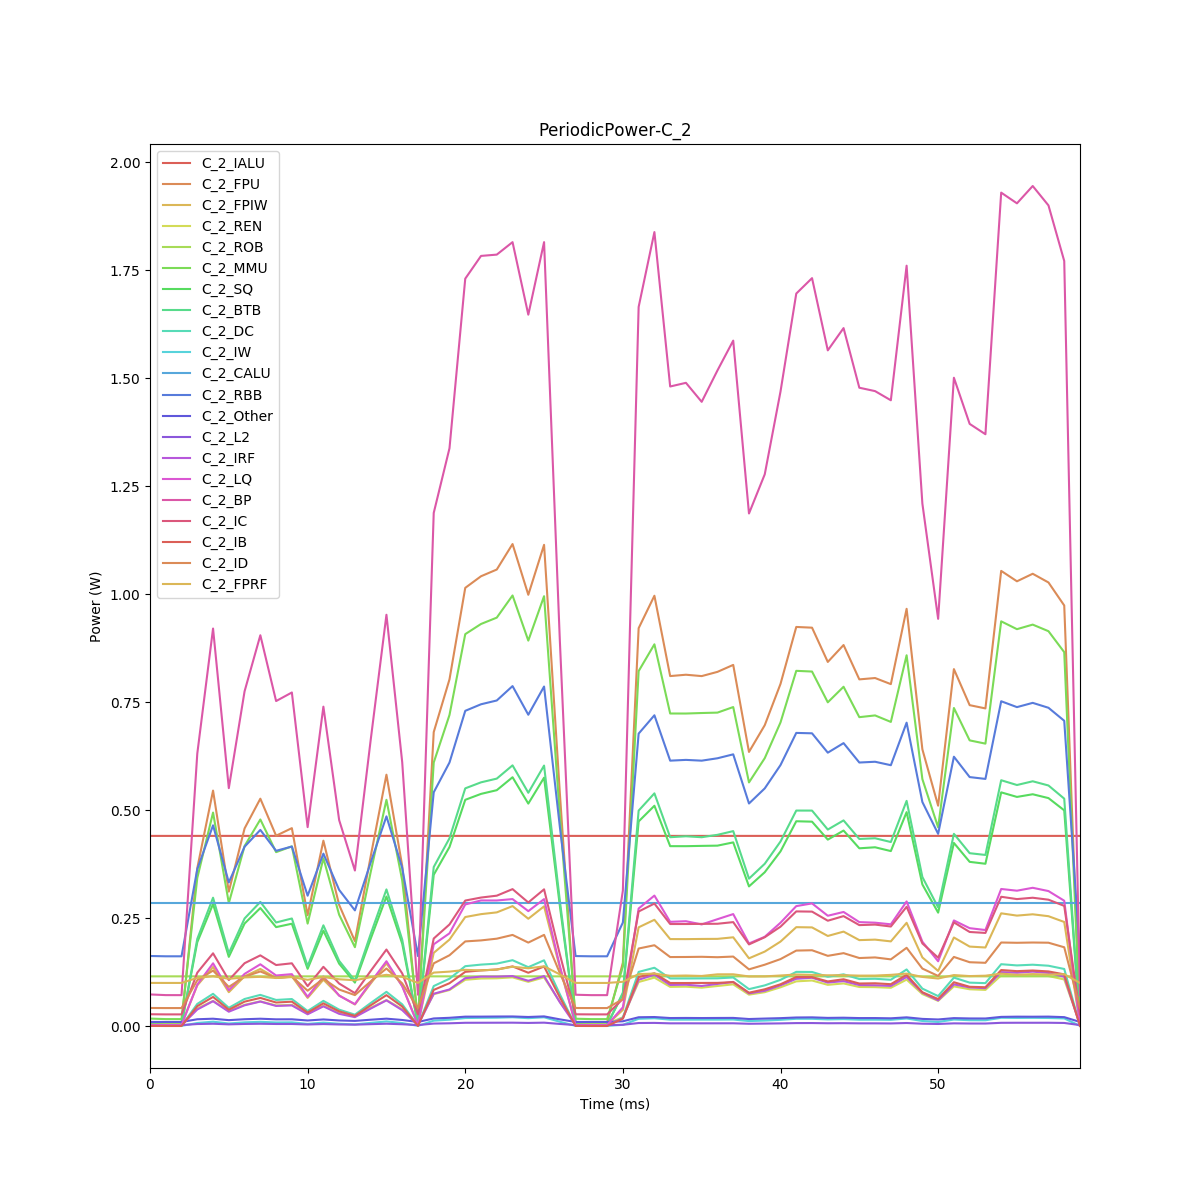 PeriodicPower-C_2
2.00
1.75
1.50
1.25
1.00
0.75
0.50
0.25
0.00
Power (W)
C_2_IALU
C_2_FPU
C_2_FPIW
C_2_REN
C_2_ROB
C_2_MMU
C_2_SQ
C_2_BTB
C_2_DC
C_2_IW
C_2_CALU
C_2_RBB
C_2_Other
C_2_L2
C_2_IRF
C_2_LQ
C_2_BP
C_2_IC
C_2_IB
C_2_ID
C_2_FPRF
0 10 20 30 40 50
Time (ms)